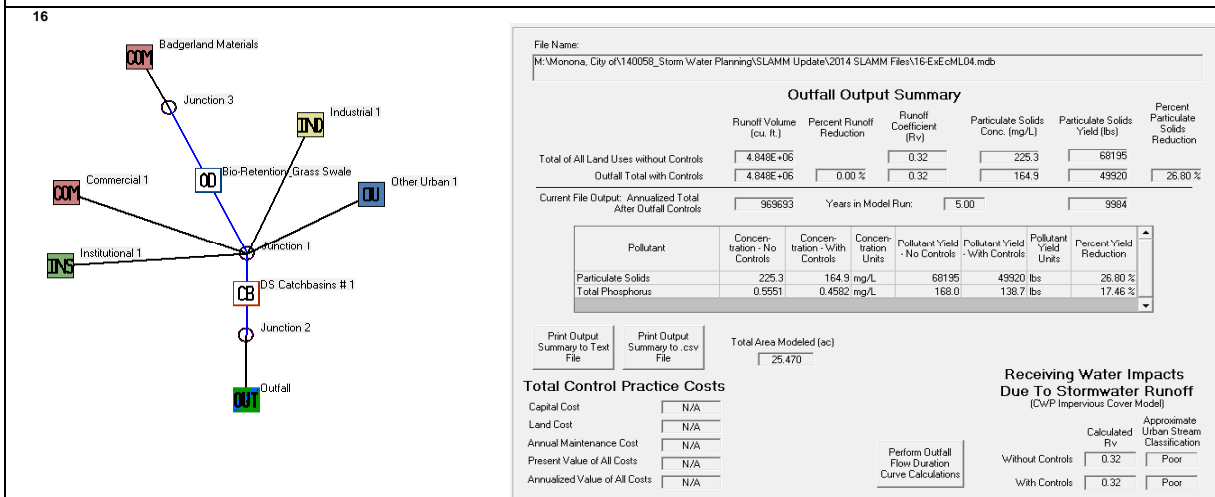 16
COM
Badgerland Materials
Junction 3
IND
Industrial 1
OD
Bio-Retention_Grass Swale
COM
Commercial 1
OU
Other Urban 1
INS
Institutional 1
Junction 1
CB
DS Catchbasins # 1
Junction 2
OUT
Outfall
File Name:
M:\Monona, City of\140058_Storm Water Planning\SLAMM Update\2014 SLAMM Files\16-ExEcML04.mdb
Outfall Output Summary
Runoff Volume (cu. ft.)
Percent Runoff Reduction
Runoff Coefficient (Rv)
Particulate Solids Conc. (mg/L)
Particulate Solids Yield (lbs)
Percent Particulate Solids Reduction
Total of All Land Uses without Controls 4.848E+06 0.32 225.3 68195
Outfall Total with Controls 4.848E+06 0.00 % 0.32 164.9 49920 26.80 %
Current File Output: Annualized Total After Outfall Controls 969693 Years in Model Run: 5.00 9984
Pollutant
Concen-tration - No Controls
Concen-tration - With Controls
Concen-tration Units
Pollutant Yield - No Controls
Pollutant Yield - With Controls
Pollutant Yield Units
Percent Yield Reduction
Particulate Solids 225.3 164.9 mg/L 68195 49920 lbs 26.80 %
Total Phosphorus 0.5551 0.4582 mg/L 168.0 138.7 lbs 17.46 %
Print Output Summary to Text File
Print Output Summary to .csv File
Total Area Modeled (ac)
25.470
Total Control Practice Costs
Capital Cost N/A
Land Cost N/A
Annual Maintenance Cost N/A
Present Value of All Costs N/A
Annualized Value of All Costs N/A
Perform Outfall Flow Duration Curve Calculations
Receiving Water Impacts
Due To Stormwater Runoff
(CWP Impervious Cover Model)
Calculated Rv
Approximate Urban Stream Classification
Without Controls 0.32 Poor
With Controls 0.32 Poor